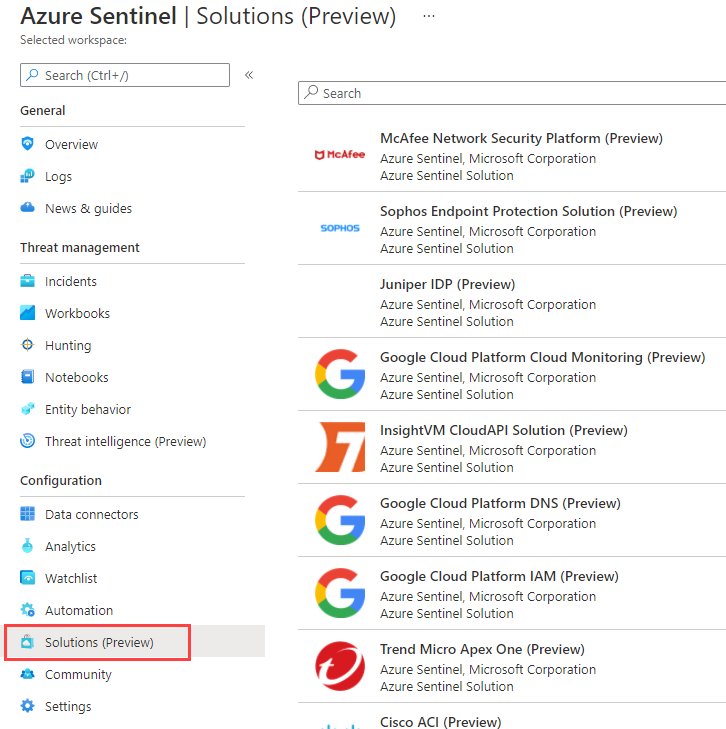 Azure Sentinel | Solutions (Preview) ...
Selected workspace:
Search (Ctrl+/)
«
General
Overview
Logs
News & guides
Threat management
Incidents
Workbooks
Hunting
Notebooks
Entity behavior
Threat intelligence (Preview)
Configuration
Data connectors
Analytics
Watchlist
Automation
Solutions (Preview)
Community
Settings
Search
McAfee
McAfee Network Security Platform (Preview)
Azure Sentinel, Microsoft Corporation
Azure Sentinel Solution
SOPHOS
Sophos Endpoint Protection Solution (Preview)
Azure Sentinel, Microsoft Corporation
Azure Sentinel Solution
Juniper IDP (Preview)
Azure Sentinel, Microsoft Corporation
Azure Sentinel Solution
Google Cloud Platform Cloud Monitoring (Preview)
Azure Sentinel, Microsoft Corporation
Azure Sentinel Solution
InsightVM CloudAPI Solution (Preview)
Azure Sentinel, Microsoft Corporation
Azure Sentinel Solution
Google Cloud Platform DNS (Preview)
Azure Sentinel, Microsoft Corporation
Azure Sentinel Solution
Google Cloud Platform IAM (Preview)
Azure Sentinel, Microsoft Corporation
Azure Sentinel Solution
Trend Micro Apex One (Preview)
Azure Sentinel, Microsoft Corporation
Azure Sentinel Solution
Cisco ACI (Preview)